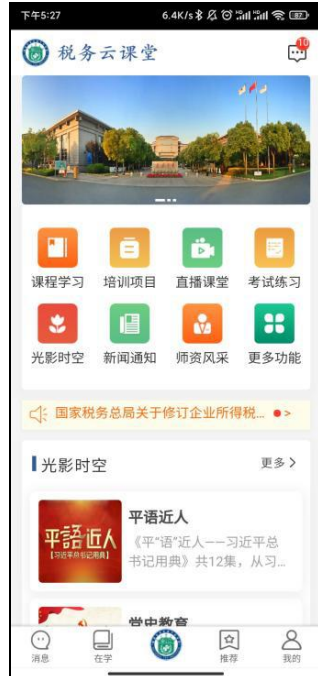 下午5:27
6.4K/s
87
税务云课堂
10
课程学习
培训项目
直播课堂
考试练习
光影时空
新闻通知
师资风采
更多功能
国家税务总局关于修订企业所得税... >
光影时空
更多 >
平語近人
【习近平总书记用典】
平语近人
《平“语”近人——习近平总
书记用典》共12集，从习...
党史教育
消息
在学
推荐
我的